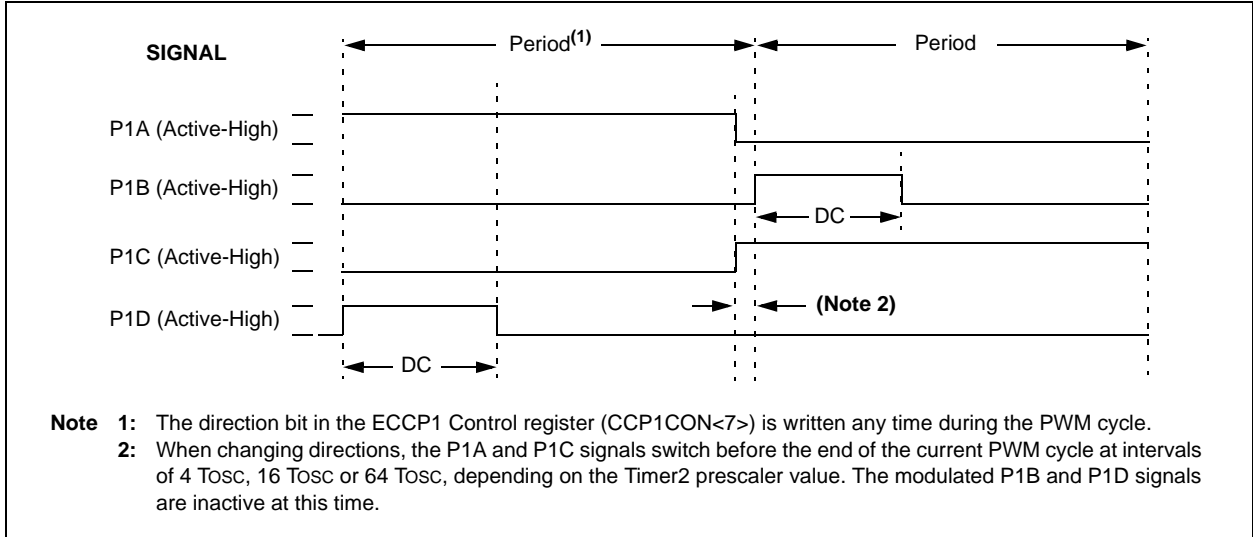 SIGNAL
Period(1)
Period
P1A (Active-High)
P1B (Active-High)
DC
P1C (Active-High)
(Note 2)
P1D (Active-High)
DC
Note 1: The direction bit in the ECCP1 Control register (CCP1CON<7>) is written any time during the PWM cycle.
2: When changing directions, the P1A and P1C signals switch before the end of the current PWM cycle at intervals
of 4 TOSC, 16 TOSC or 64 TOSC, depending on the Timer2 prescaler value. The modulated P1B and P1D signals
are inactive at this time.